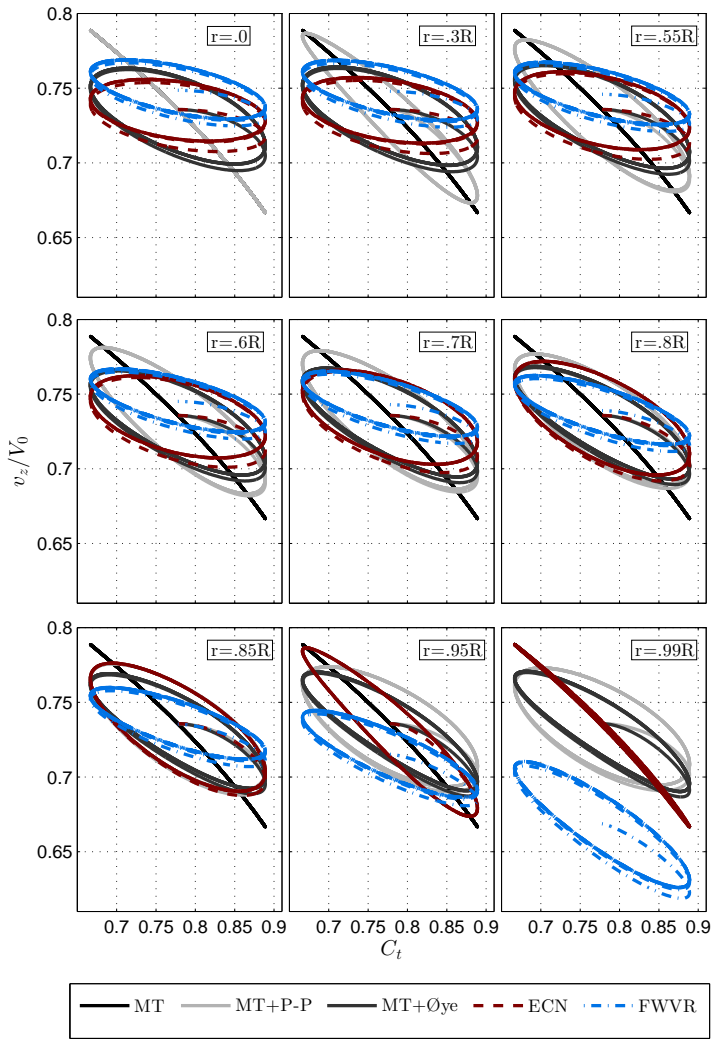 0.8
0.75
0.7
0.65
r=.0
r=.3R
r=.55R
0.8
0.75
0.7
0.65
r=.6R
r=.7R
r=.8R
v_z/V_0
0.8
0.75
0.7
0.65
r=.85R
r=.95R
r=.99R
0.7 0.75 0.8 0.85 0.9 0.7 0.75 0.8 0.85 0.9 0.7 0.75 0.8 0.85 0.9
C_t
MT MT+P-P MT+Øye ECN FWVR